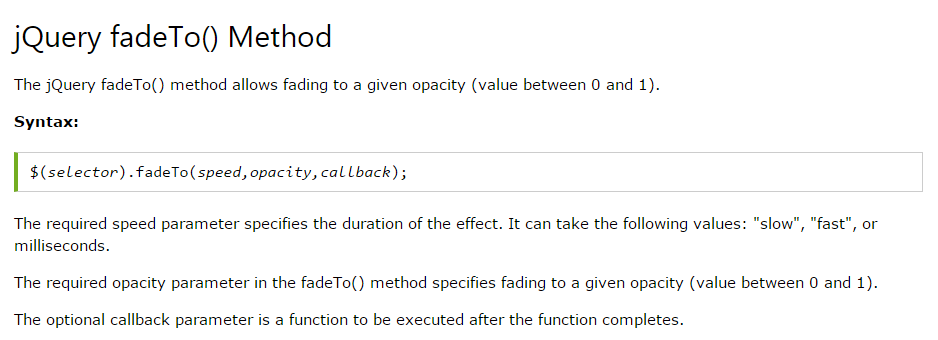 jQuery fadeTo() Method
The jQuery fadeTo() method allows fading to a given opacity (value between 0 and 1).
Syntax:
$(selector).fadeTo(speed,opacity,callback);
The required speed parameter specifies the duration of the effect. It can take the following values: "slow", "fast", or
milliseconds.
The required opacity parameter in the fadeTo() method specifies fading to a given opacity (value between 0 and 1).
The optional callback parameter is a function to be executed after the function completes.